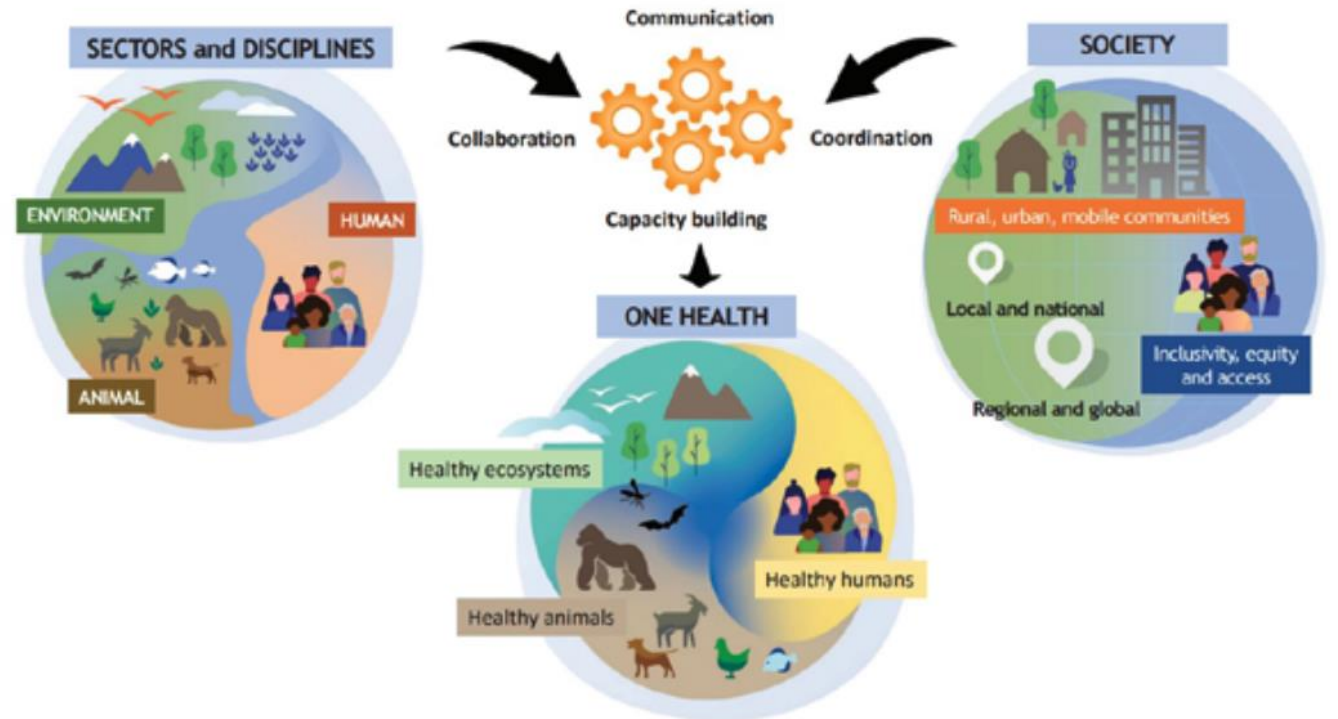 Communication
SECTORS and DISCIPLINES
SOCIETY
Collaboration
Coordination
ENVIRONMENT
HUMAN
Capacity building
Rural, urban, mobile communities
Local and national
ONE HEALTH
Inclusivity, equity
and access
ANIMAL
Regional and global
Healthy ecosystems
Healthy humans
Healthy animals